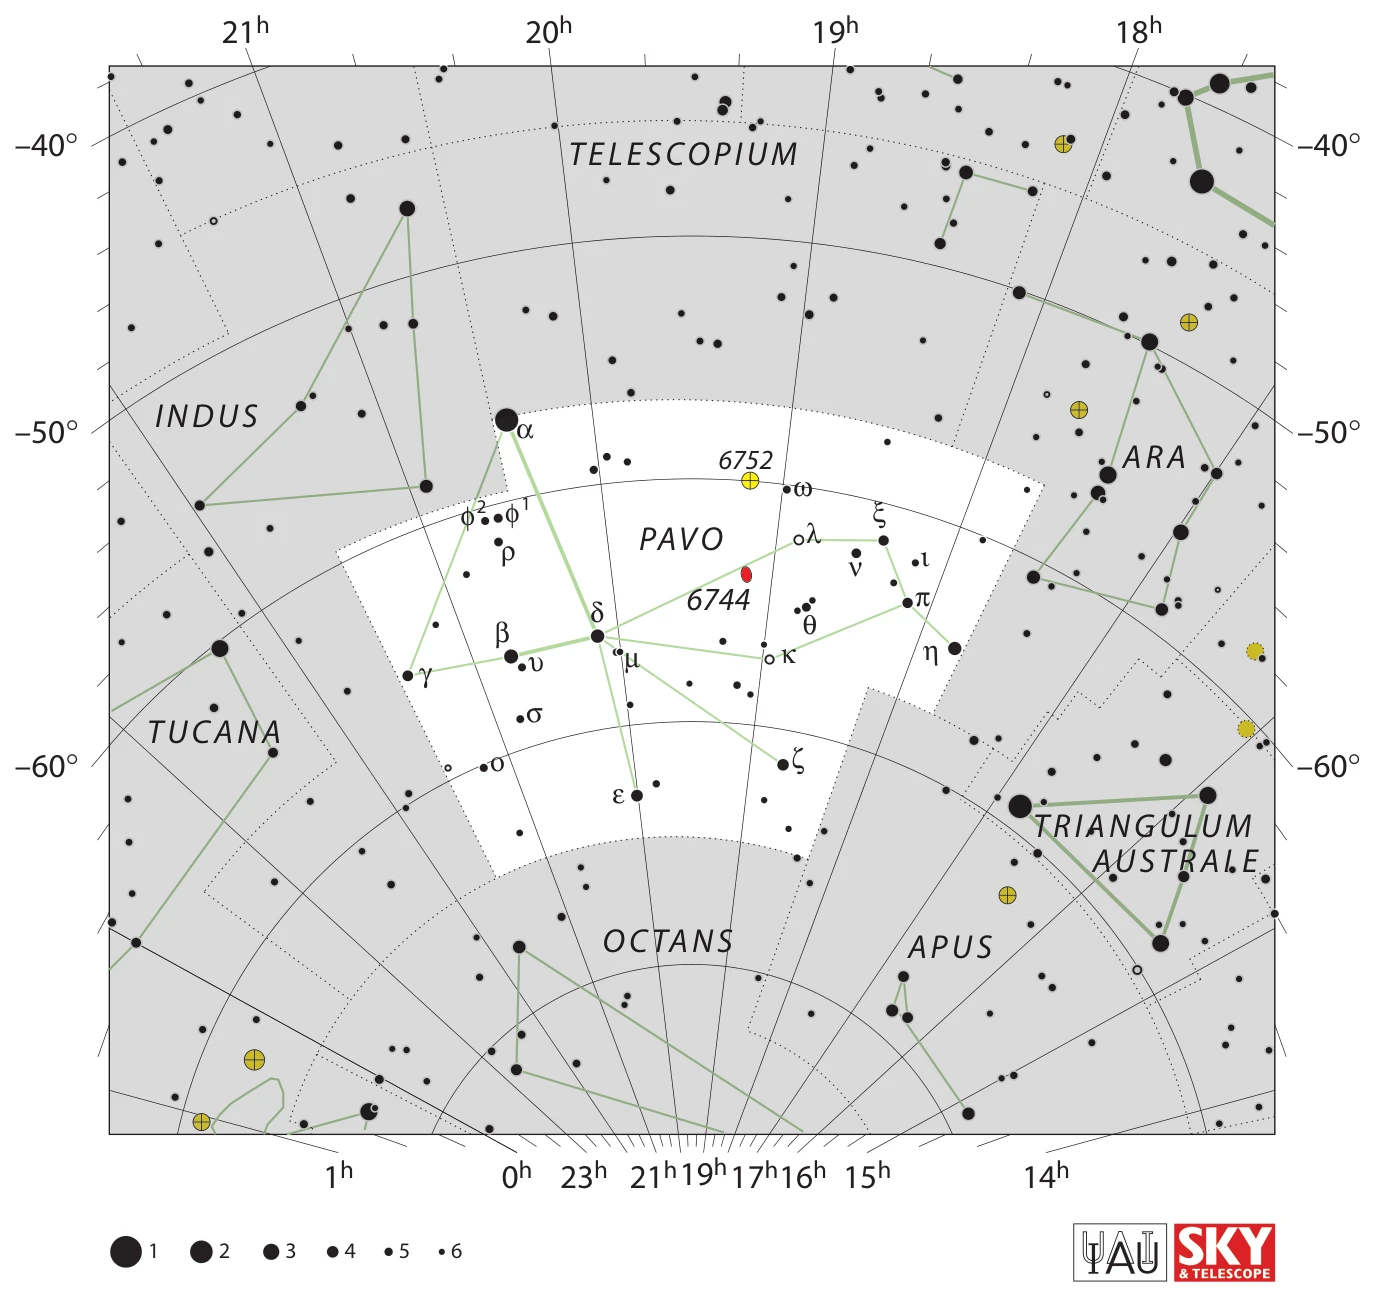 21ʰ 20ʰ 19ʰ 18ʰ
–40° –40°
TELESCOPIUM
INDUS
–50° –50°
α
ARA
6752
ω
ϕ² ϕ¹
ξ
PAVO
λ
ρ
ν
ι
6744
π
δ
θ
β
υ
μ
κ
η
γ
σ
TUCANA
ο
ζ
–60° –60°
ε
TRIANGULUM
AUSTRALE
OCTANS
APUS
1ʰ 0ʰ 23ʰ 21ʰ 19ʰ 17ʰ 16ʰ 15ʰ 14ʰ
1 2 3 4 5 6
IAU
SKY
& TELESCOPE